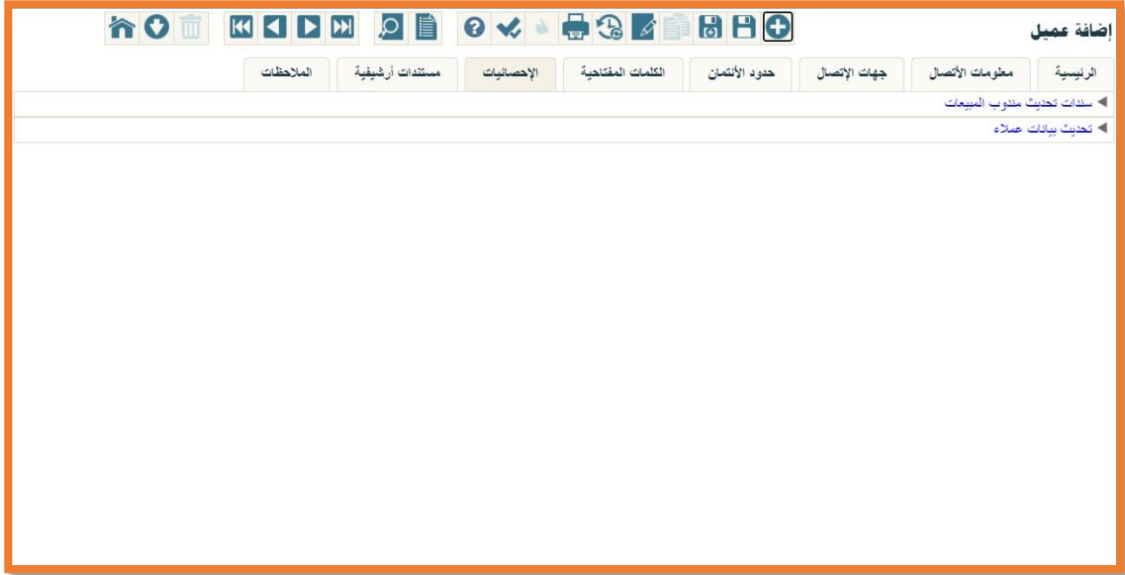 إضافة عميل
الرئيسية معلومات الأتصال جهات الإتصال حدود الأنتمان الكلمات المفتاحية الإحصائيات مستندات أرشيفية الملاحظات
سندات تحديث مندوب المبيعات
تحديث بيانات عملاء